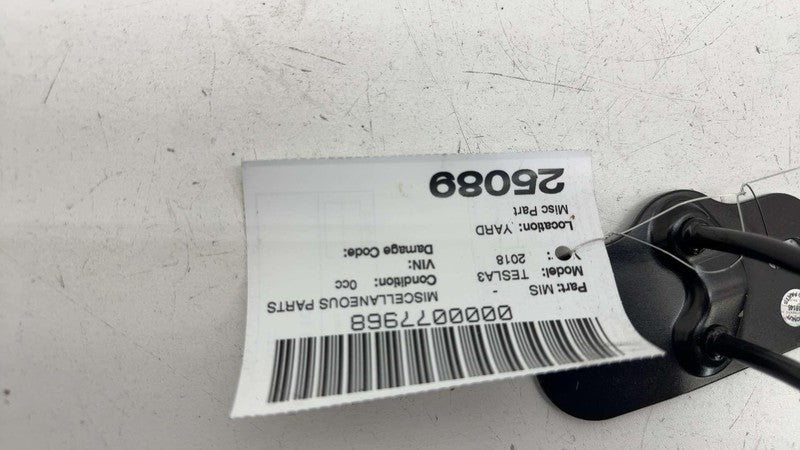 0000077968
Part: MIS - MISCELLANEOUS PARTS
Model: TESLA3 Condition: 0cc
2018 VIN:
Location: YARD Damage Code:
Misc Part
25089